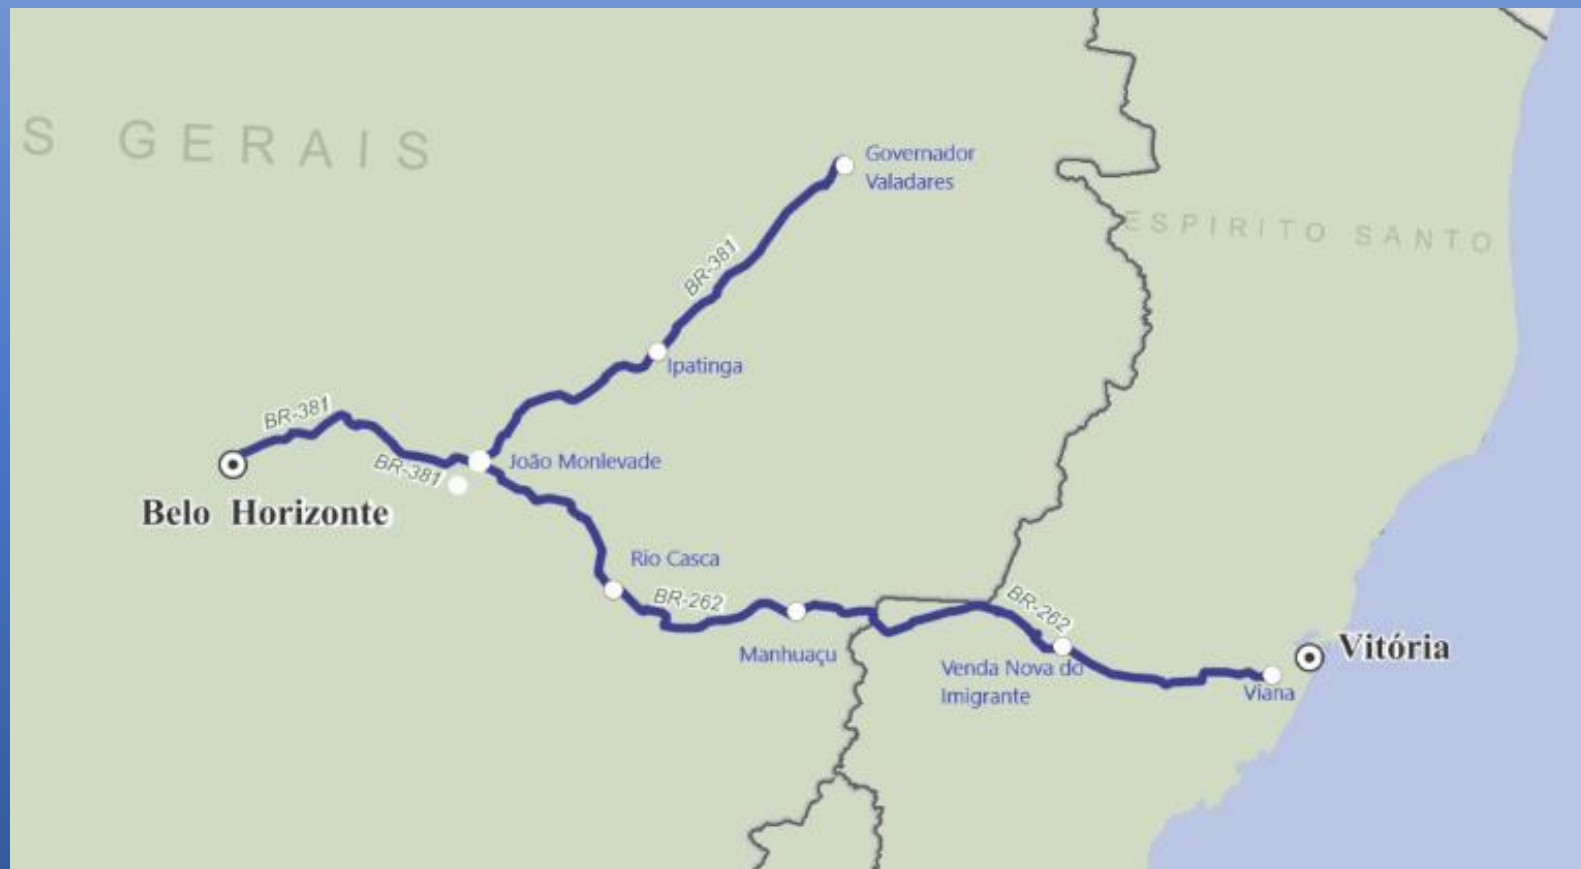 S GERAIS
Governador
Valadares
ESPIRITO SANTO
BR-381
Ipatinga
BR-381
BR-381
João Monlevade
Belo Horizonte
Rio Casca
BR-262
BR-262
Manhuaçu
Venda Nova do
Imigrante
Vitória
Viana